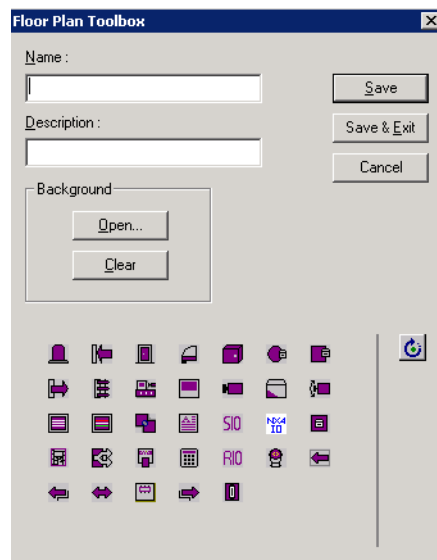 Floor Plan Toolbox
Name :
Save
Description :
Save & Exit
Cancel
Background
Open...
Clear
SIO
NX4
IO
RIO